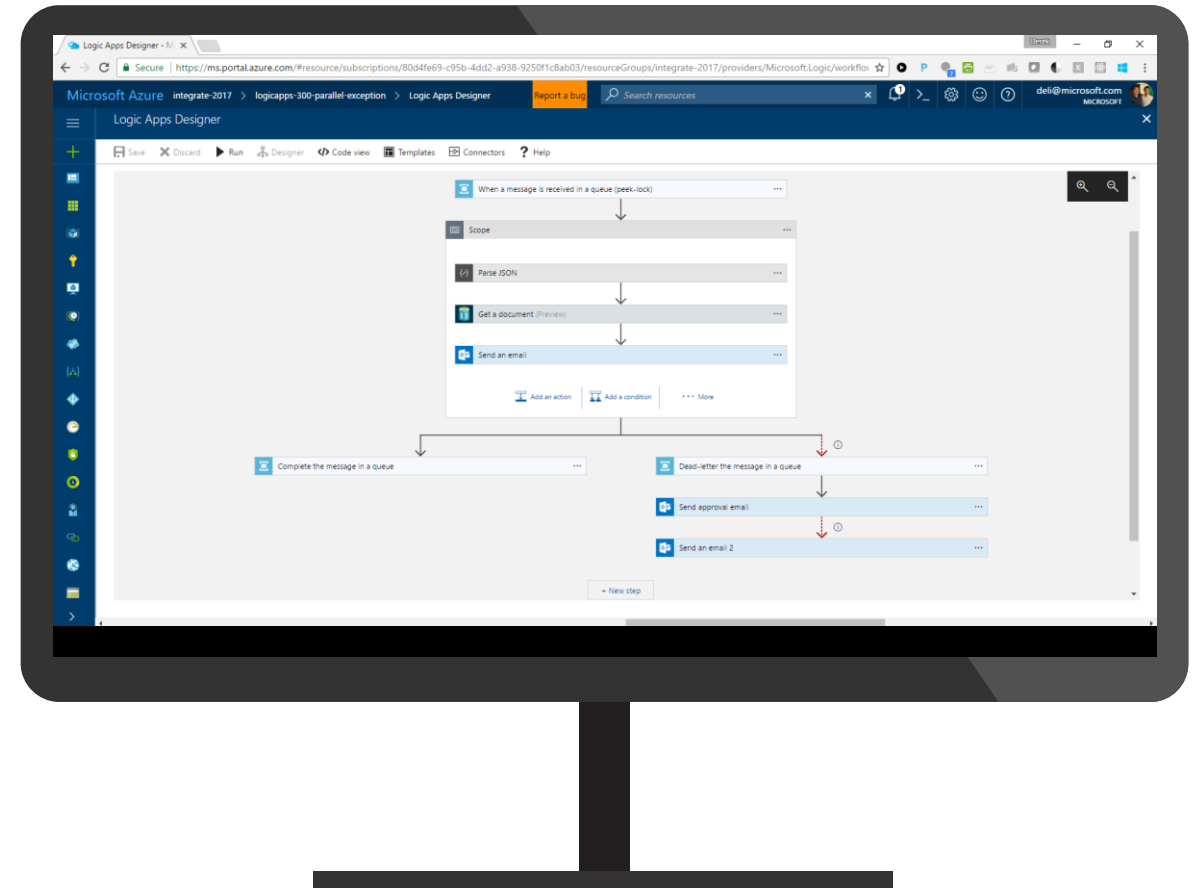 Logic Apps Designer - M
Secure | https://ms.portal.azure.com/#resource/subscriptions/80d4fe69-c95b-4dd2-a938-9250f1c8ab03/resourceGroups/integrate-2017/providers/Microsoft.Logic/workflo
Microsoft Azure integrate-2017 > logicapps-300-parallel-exception > Logic Apps Designer Report a bug Search resources 1 deli@microsoft.com
MICROSOFT
Logic Apps Designer
Save Discard Run Designer Code view Templates Connectors ? Help
When a message is received in a queue (peek-lock) ...
Scope ...
Parse JSON ...
Get a document (Preview) ...
Send an email ...
Add an action Add a condition ... More
Complete the message in a queue ...
Dead-letter the message in a queue ...
Send approval email ...
Send an email 2 ...
+ New step